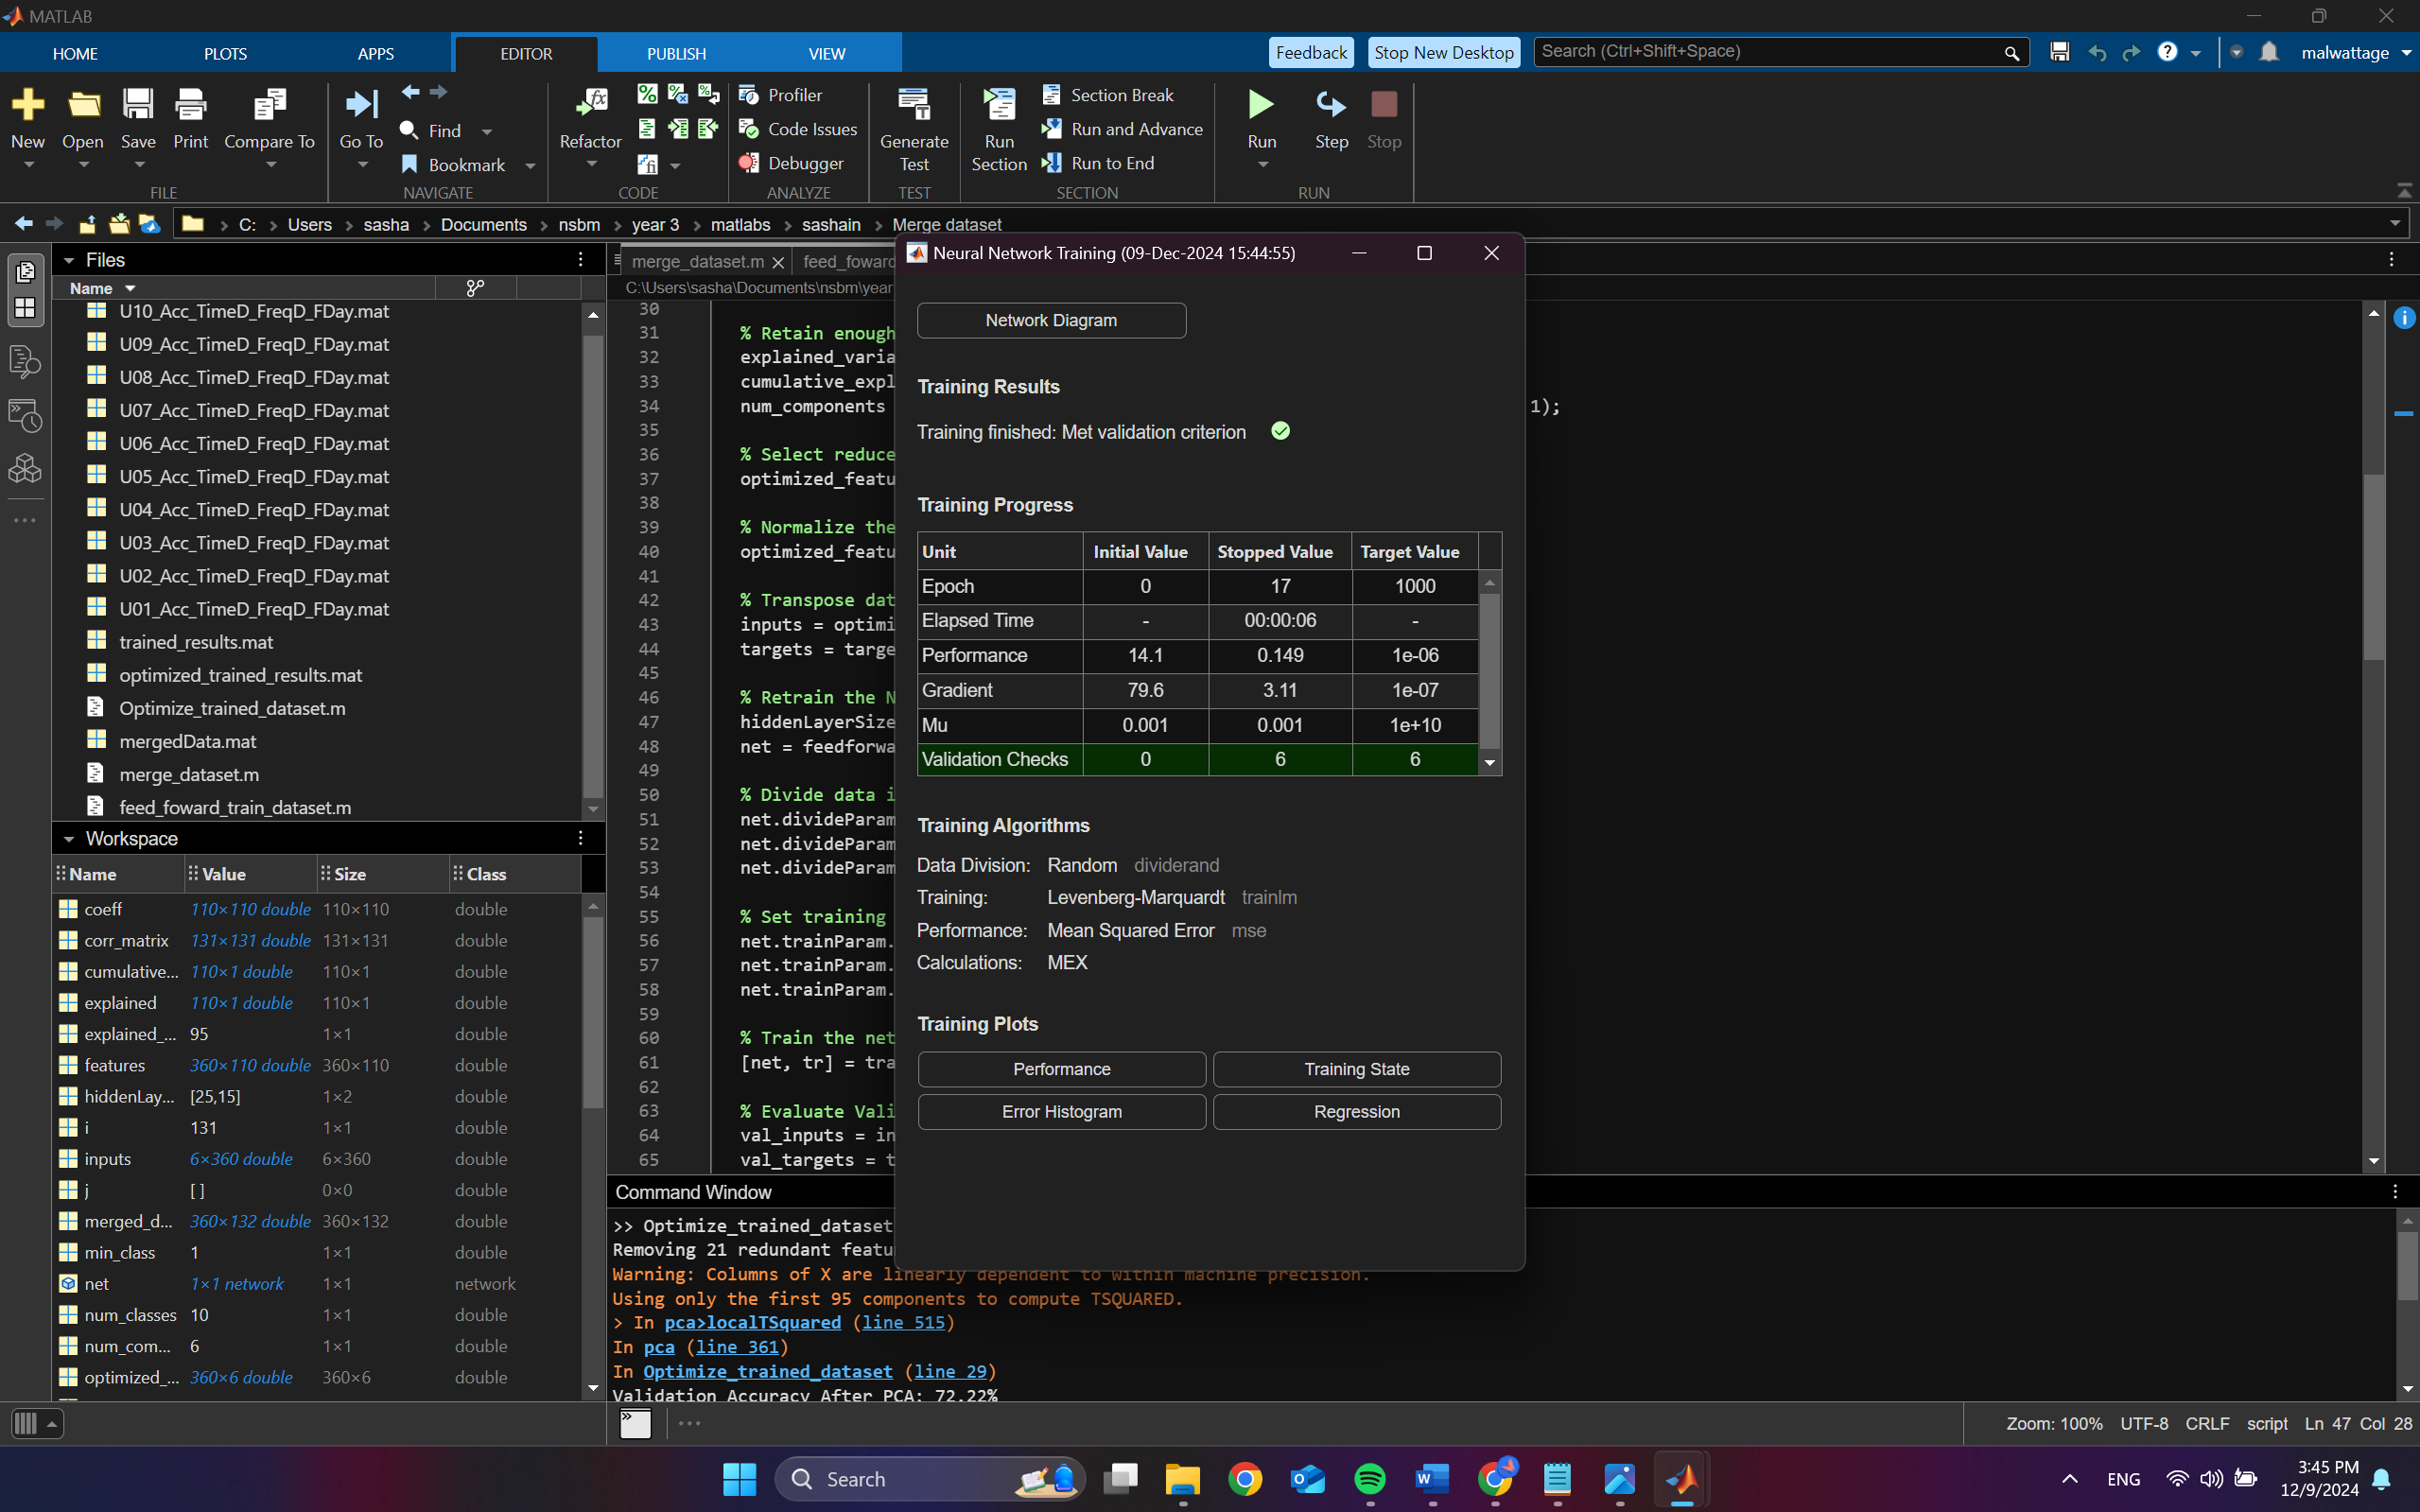 MATLAB
HOME PLOTS APPS EDITOR PUBLISH VIEW Feedback Stop New Desktop Search (Ctrl+Shift+Space) malwattage
New Open Save Print Compare To
FILE
Go To Find Bookmark
NAVIGATE
Refactor
CODE
Profiler
Code Issues
Debugger
ANALYZE
Generate Test
TEST
Run Section
Section Break
Run and Advance
Run to End
SECTION
Run Step Stop
RUN
C: Users sasha Documents nsbm year 3 matlabs sashain Merge dataset
Files
Name
U10_Acc_TimeD_FreqD_FDay.mat
U09_Acc_TimeD_FreqD_FDay.mat
U08_Acc_TimeD_FreqD_FDay.mat
U07_Acc_TimeD_FreqD_FDay.mat
U06_Acc_TimeD_FreqD_FDay.mat
U05_Acc_TimeD_FreqD_FDay.mat
U04_Acc_TimeD_FreqD_FDay.mat
U03_Acc_TimeD_FreqD_FDay.mat
U02_Acc_TimeD_FreqD_FDay.mat
U01_Acc_TimeD_FreqD_FDay.mat
trained_results.mat
optimized_trained_results.mat
Optimize_trained_dataset.m
mergedData.mat
merge_dataset.m
feed_foward_train_dataset.m
Workspace
Name Value Size Class
coeff 110×110 double 110×110 double
corr_matrix 131×131 double 131×131 double
cumulative... 110×1 double 110×1 double
explained 110×1 double 110×1 double
explained_... 95 1×1 double
features 360×110 double 360×110 double
hiddenLay... [25,15] 1×2 double
i 131 1×1 double
inputs 6×360 double 6×360 double
j [ ] 0×0 double
merged_d... 360×132 double 360×132 double
min_class 1 1×1 double
net 1×1 network 1×1 network
num_classes 10 1×1 double
num_com... 6 1×1 double
optimized_... 360×6 double 360×6 double
merge_dataset.m feed_foward
C:\Users\sasha\Documents\nsbm\year
30
31 % Retain enough
32 explained_varia
33 cumulative_expl
34 num_components 1);
35
36 % Select reduce
37 optimized_featu
38
39 % Normalize the
40 optimized_featu
41
42 % Transpose dat
43 inputs = optimi
44 targets = targe
45
46 % Retrain the N
47 hiddenLayerSize
48 net = feedforwa
49
50 % Divide data i
51 net.divideParam
52 net.divideParam
53 net.divideParam
54
55 % Set training
56 net.trainParam.
57 net.trainParam.
58 net.trainParam.
59
60 % Train the net
61 [net, tr] = tra
62
63 % Evaluate Vali
64 val_inputs = in
65 val_targets = t
Neural Network Training (09-Dec-2024 15:44:55)
Network Diagram
Training Results
Training finished: Met validation criterion
Training Progress
Unit Initial Value Stopped Value Target Value
Epoch 0 17 1000
Elapsed Time - 00:00:06 -
Performance 14.1 0.149 1e-06
Gradient 79.6 3.11 1e-07
Mu 0.001 0.001 1e+10
Validation Checks 0 6 6
Training Algorithms
Data Division: Random dividerand
Training: Levenberg-Marquardt trainlm
Performance: Mean Squared Error mse
Calculations: MEX
Training Plots
Performance Training State
Error Histogram Regression
Command Window
>> Optimize_trained_dataset
Removing 21 redundant featu
Warning: Columns of X are linearly dependent to within machine precision.
Using only the first 95 components to compute TSQUARED.
> In pca>localTSquared (line 515)
In pca (line 361)
In Optimize_trained_dataset (line 29)
Validation Accuracy After PCA: 72.22%
Zoom: 100% UTF-8 CRLF script Ln 47 Col 28
Search ENG 3:45 PM
12/9/2024